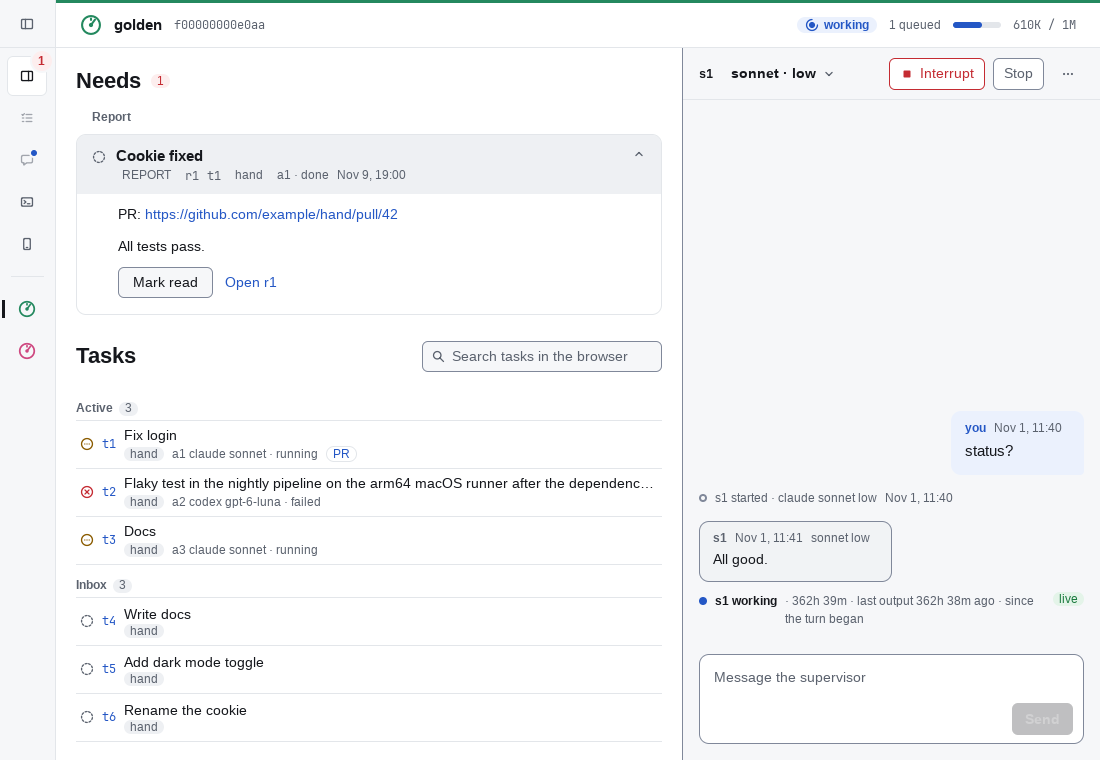 golden f00000000e0aa
working 1 queued 610K / 1M
1
Needs 1
Report
Cookie fixed
REPORT r1 t1 hand a1 · done Nov 9, 19:00
PR: https://github.com/example/hand/pull/42
All tests pass.
Mark read Open r1
Tasks
Search tasks in the browser
Active 3
t1 Fix login
hand a1 claude sonnet · running PR
t2 Flaky test in the nightly pipeline on the arm64 macOS runner after the dependenc…
hand a2 codex gpt-6-luna · failed
t3 Docs
hand a3 claude sonnet · running
Inbox 3
t4 Write docs
hand
t5 Add dark mode toggle
hand
t6 Rename the cookie
hand
s1 sonnet · low Interrupt Stop
you Nov 1, 11:40
status?
s1 started · claude sonnet low Nov 1, 11:40
s1 Nov 1, 11:41 sonnet low
All good.
s1 working · 362h 39m · last output 362h 38m ago · since live
the turn began
Message the supervisor
Send